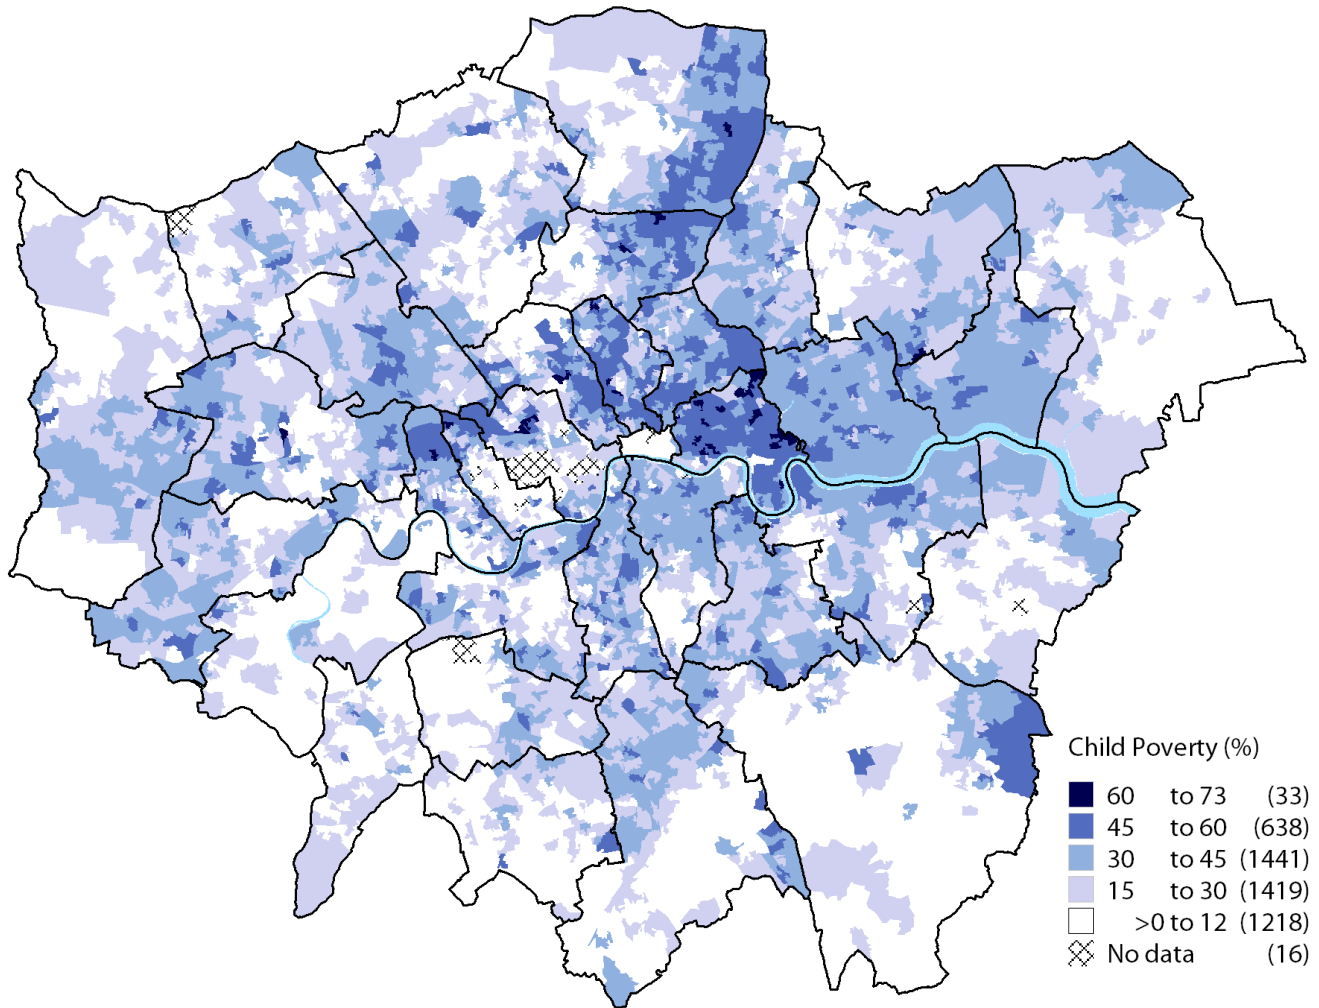 Child Poverty (%)
60 to 73 (33)
45 to 60 (638)
30 to 45 (1441)
15 to 30 (1419)
>0 to 12 (1218)
No data (16)